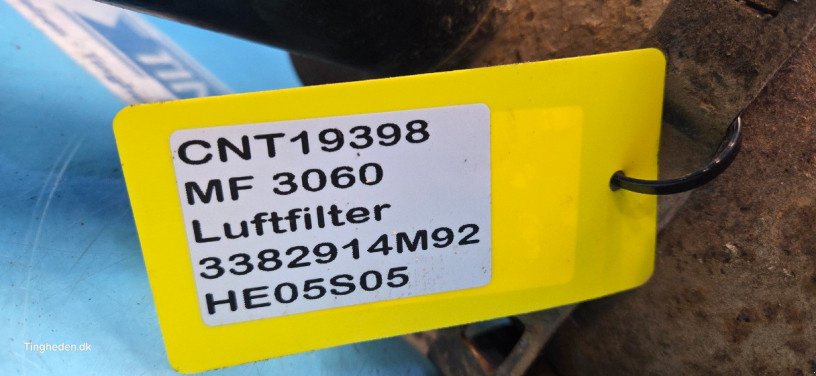 CNT19398
MF 3060
Luftfilter
3382914M92
HE05S05
Tingheden.dk